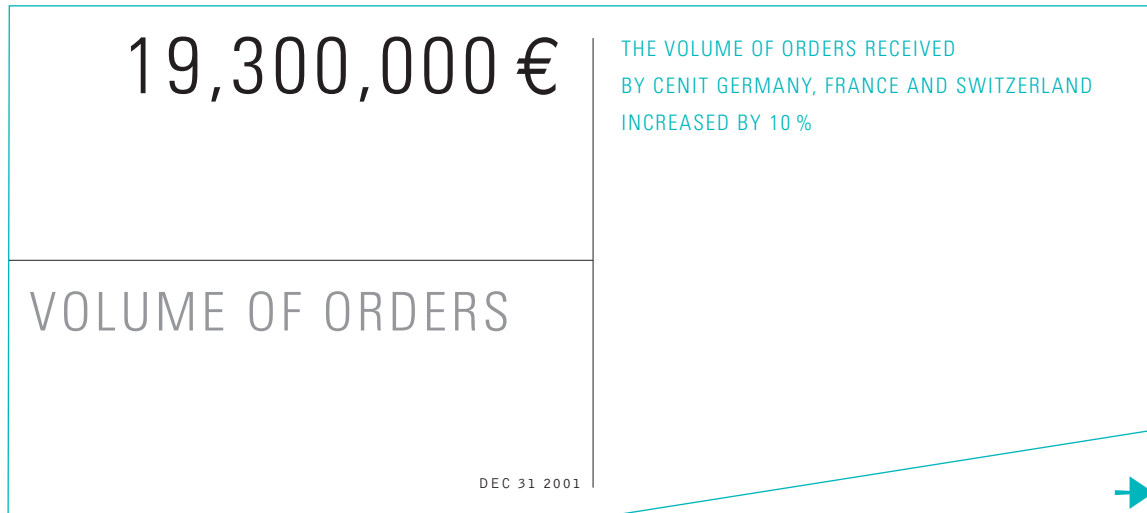 19,300,000 €
THE VOLUME OF ORDERS RECEIVED
BY CENIT GERMANY, FRANCE AND SWITZERLAND
INCREASED BY 10 %
VOLUME OF ORDERS
DEC 31 2001